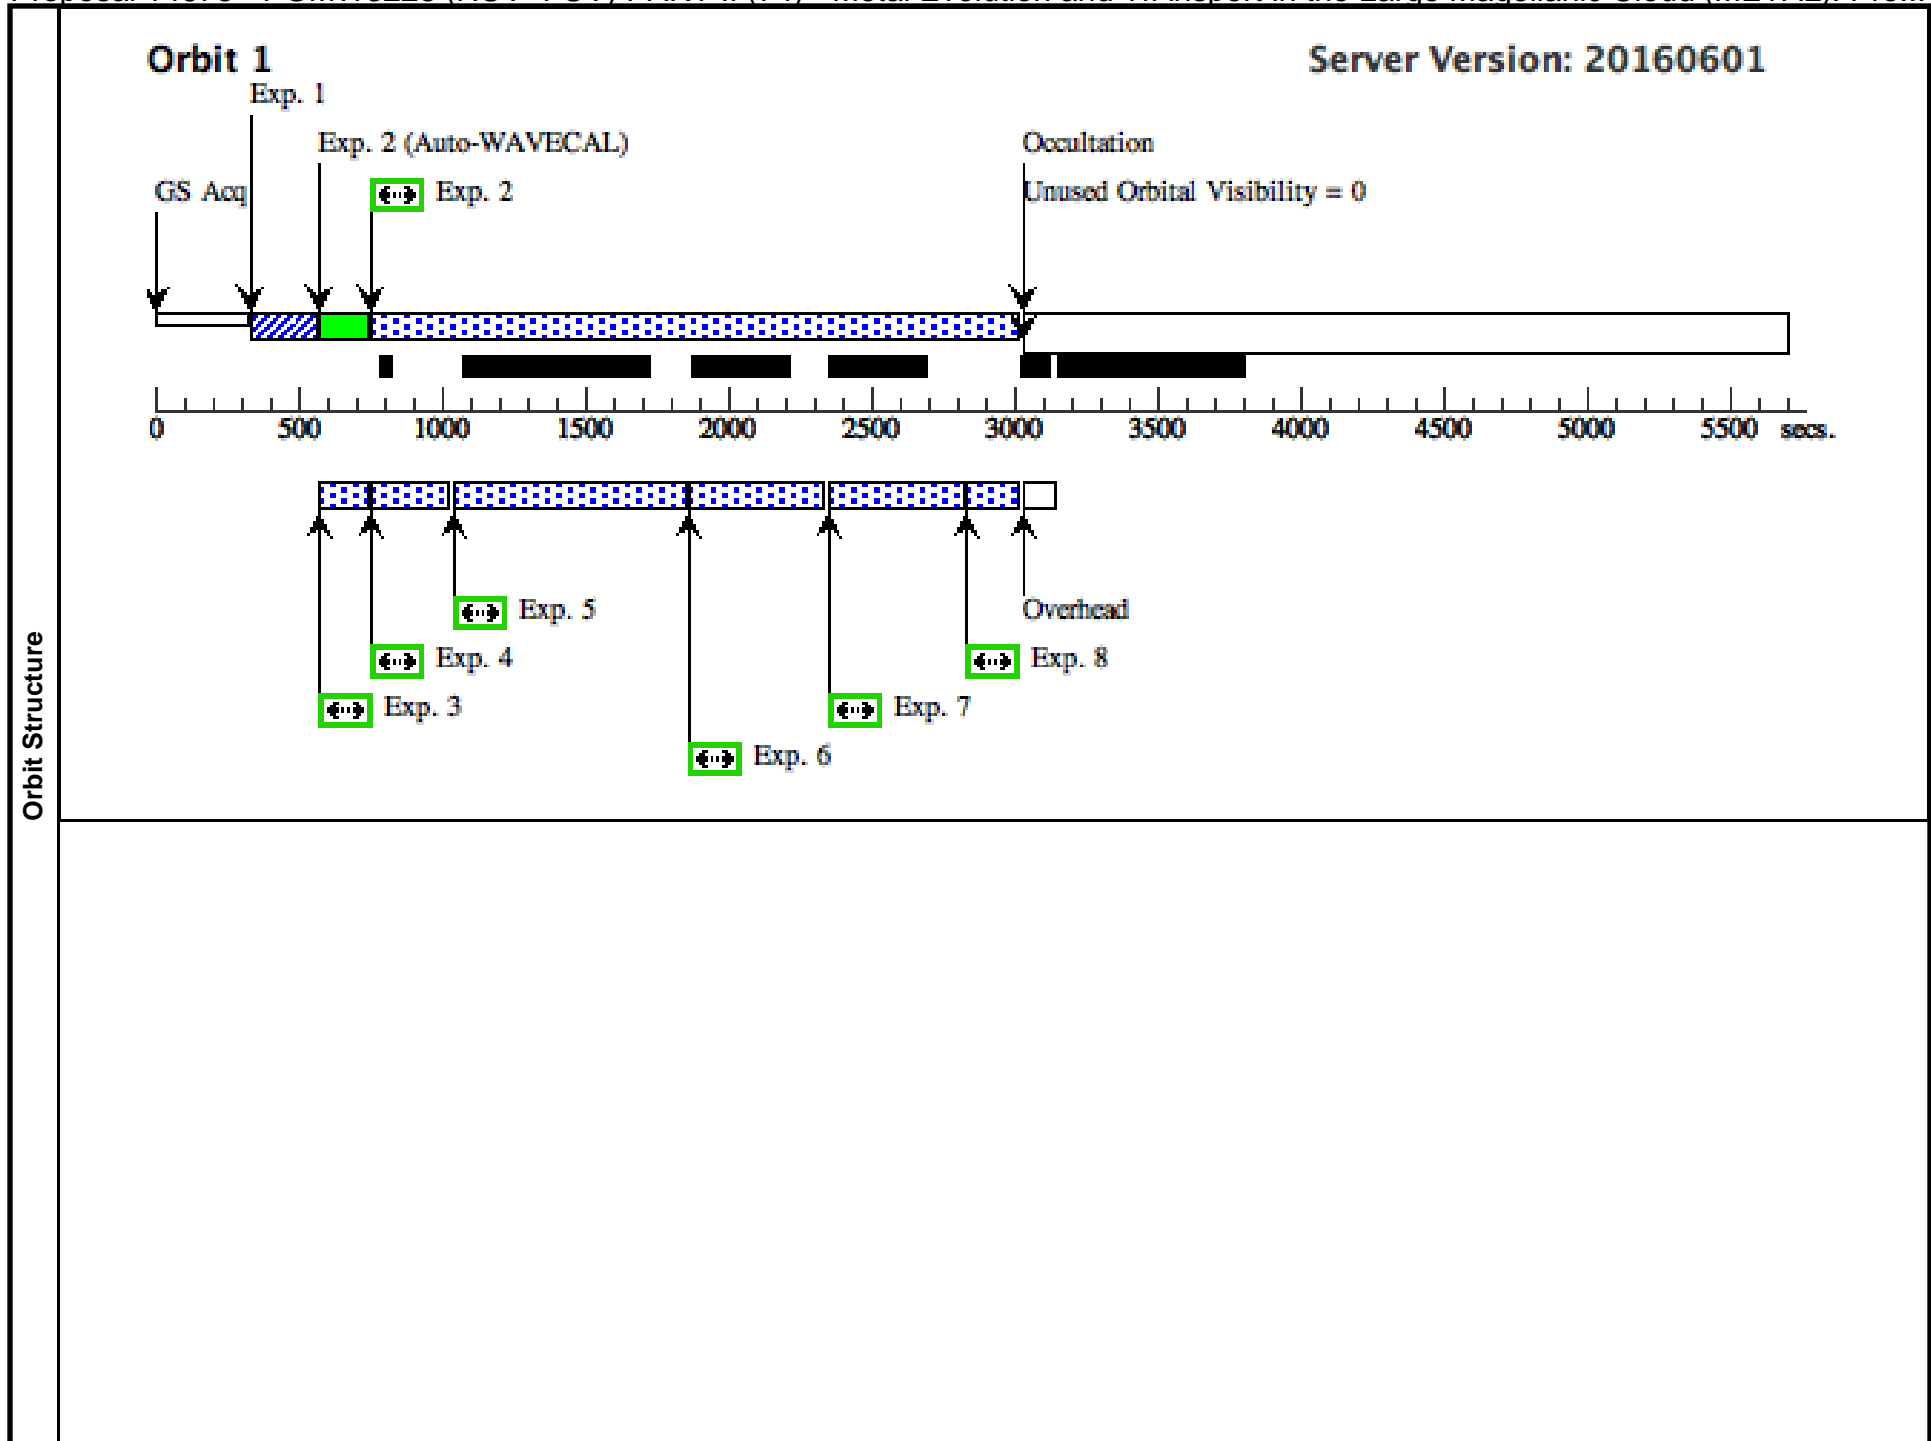 Orbit 1
Server Version: 20160601
Exp. 1
Exp. 2 (Auto-WAVECAL)
Occultation
GS Acq
Exp. 2
Unused Orbital Visibility = 0
0 500 1000 1500 2000 2500 3000 3500 4000 4500 5000 5500 secs.
Exp. 5
Overhead
Exp. 4
Exp. 8
Exp. 3
Exp. 7
Exp. 6
Orbit Structure